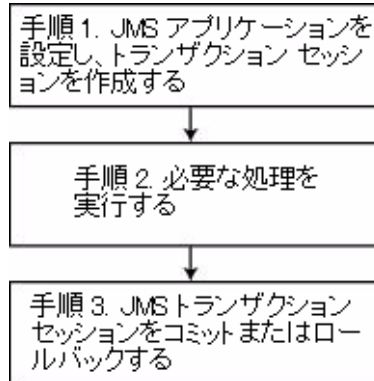 手順 1. JMS アプリケーションを
設定し、トランザクション セッシ
ョンを作成する
手順 2. 必要な処理を
実行する
手順 3. JMS トランザクション
セッションをコミットまたはロー
ルバックする